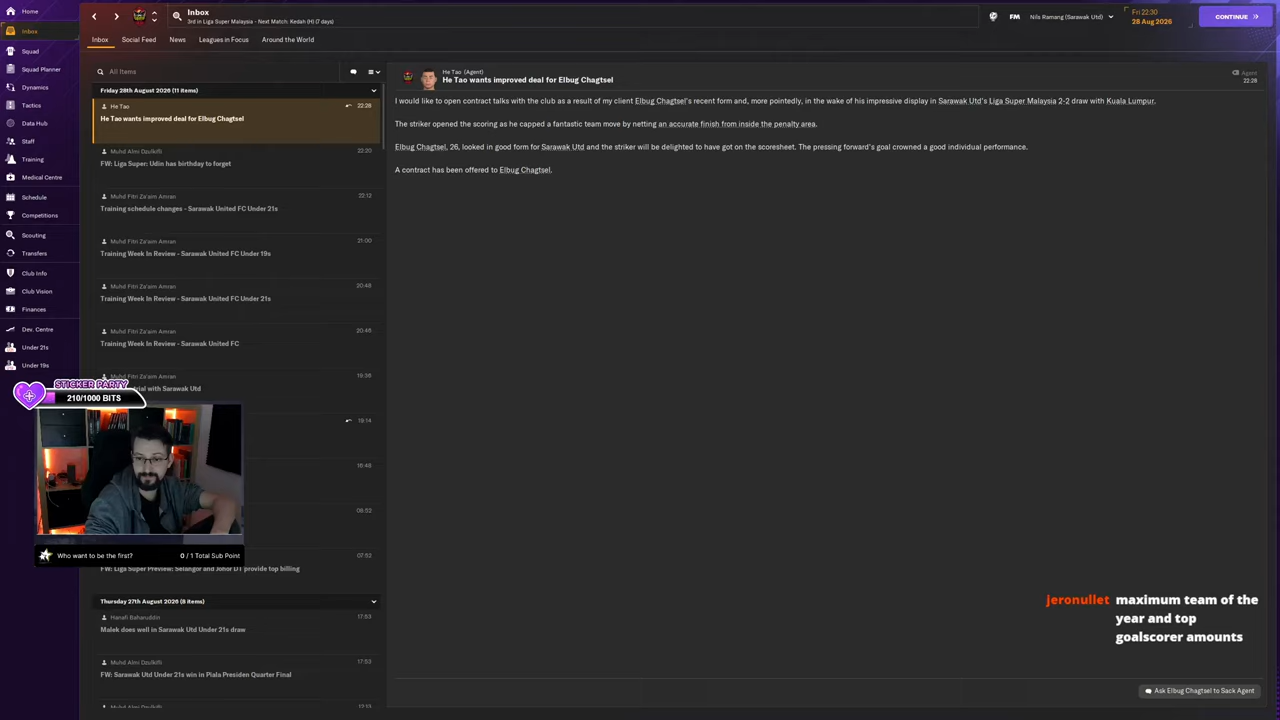 Home
Inbox
Squad
Squad Planner
Dynamics
Tactics
Data Hub
Staff
Training
Medical Centre
Schedule
Competitions
Scouting
Transfers
Club Info
Club Vision
Finances
Dev. Centre
Under 21s
Under 19s
Inbox
3rd in Liga Super Malaysia - Next Match: Kedah (H) (7 days)
FM
Nils Ramang (Sarawak Utd)
Fri 22:30
28 Aug 2026
CONTINUE
Inbox
Social Feed
News
Leagues in Focus
Around the World
All Items
Friday 28th August 2026 (11 items)
He Tao
22:28
He Tao wants improved deal for Elbug Chagtsel
Muhd Almi Dzulkifli
22:20
FW: Liga Super: Udin has birthday to forget
Muhd Fitri Za'aim Amran
22:12
Training schedule changes - Sarawak United FC Under 21s
Muhd Fitri Za'aim Amran
21:00
Training Week In Review - Sarawak United FC Under 19s
Muhd Fitri Za'aim Amran
20:48
Training Week In Review - Sarawak United FC Under 21s
Muhd Fitri Za'aim Amran
20:46
Training Week In Review - Sarawak United FC
Muhd Fitri Za'aim Amran
19:36
trial with Sarawak Utd
19:14
16:48
08:52
07:52
FW: Liga Super Preview: Selangor and Johor DT provide top billing
Thursday 27th August 2026 (8 items)
Hanafi Baharuddin
17:53
Malek does well in Sarawak Utd Under 21s draw
Muhd Almi Dzulkifli
17:53
FW: Sarawak Utd Under 21s win in Piala Presiden Quarter Final
Muhd Almi Dzulkifli
He Tao (Agent)
He Tao wants improved deal for Elbug Chagtsel
Agent
22:28
I would like to open contract talks with the club as a result of my client Elbug Chagtsel's recent form and, more pointedly, in the wake of his impressive display in Sarawak Utd's Liga Super Malaysia 2-2 draw with Kuala Lumpur.
The striker opened the scoring as he capped a fantastic team move by netting an accurate finish from inside the penalty area.
Elbug Chagtsel, 26, looked in good form for Sarawak Utd and the striker will be delighted to have got on the scoresheet. The pressing forward's goal crowned a good individual performance.
A contract has been offered to Elbug Chagtsel.
Ask Elbug Chagtsel to Sack Agent
STICKER PARTY
210/1000 BITS
Who want to be the first?
0 / 1 Total Sub Point
jeronullet maximum team of the
year and top
goalscorer amounts